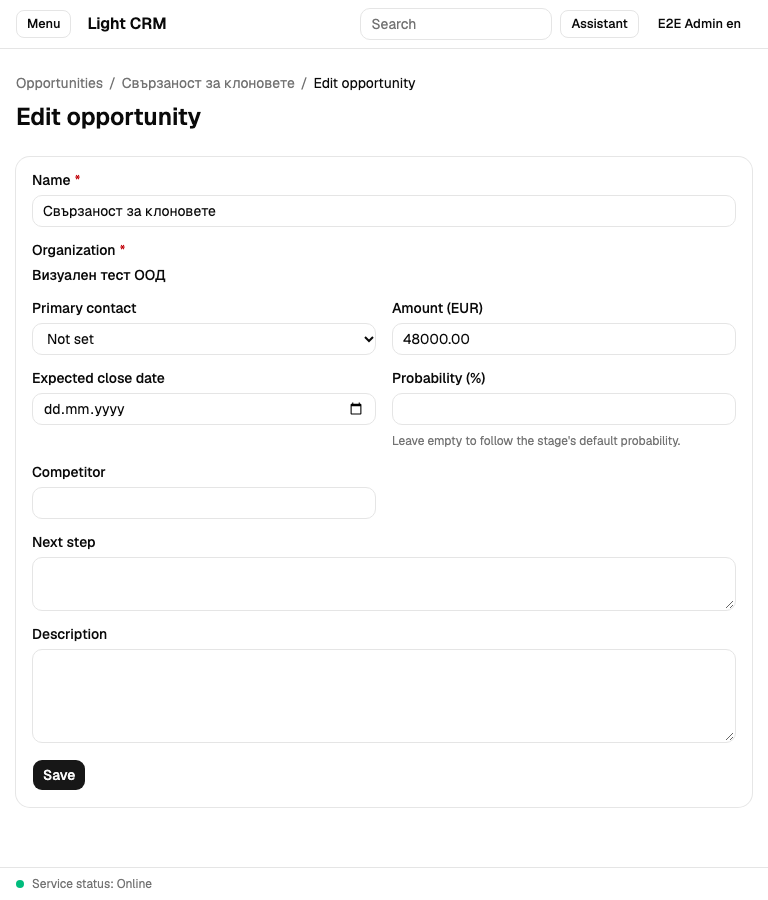 Menu Light CRM Search Assistant E2E Admin en
Opportunities / Свързаност за клоновете / Edit opportunity
Edit opportunity
Name *
Свързаност за клоновете
Organization *
Визуален тест ООД
Primary contact Amount (EUR)
Not set 48000.00
Expected close date Probability (%)
dd.mm.yyyy
Leave empty to follow the stage's default probability.
Competitor
Next step
Description
Save
Service status: Online